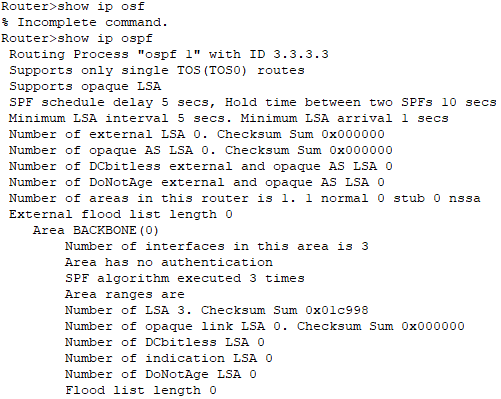 Router>show ip osf
% Incomplete command.
Router>show ip ospf
Routing Process "ospf 1" with ID 3.3.3.3
Supports only single TOS(TOS0) routes
Supports opaque LSA
SPF schedule delay 5 secs, Hold time between two SPFs 10 secs
Minimum LSA interval 5 secs. Minimum LSA arrival 1 secs
Number of external LSA 0. Checksum Sum 0x000000
Number of opaque AS LSA 0. Checksum Sum 0x000000
Number of DCbitless external and opaque AS LSA 0
Number of DoNotAge external and opaque AS LSA 0
Number of areas in this router is 1. 1 normal 0 stub 0 nssa
External flood list length 0
Area BACKBONE(0)
Number of interfaces in this area is 3
Area has no authentication
SPF algorithm executed 3 times
Area ranges are
Number of LSA 3. Checksum Sum 0x01c998
Number of opaque link LSA 0. Checksum Sum 0x000000
Number of DCbitless LSA 0
Number of indication LSA 0
Number of DoNotAge LSA 0
Flood list length 0